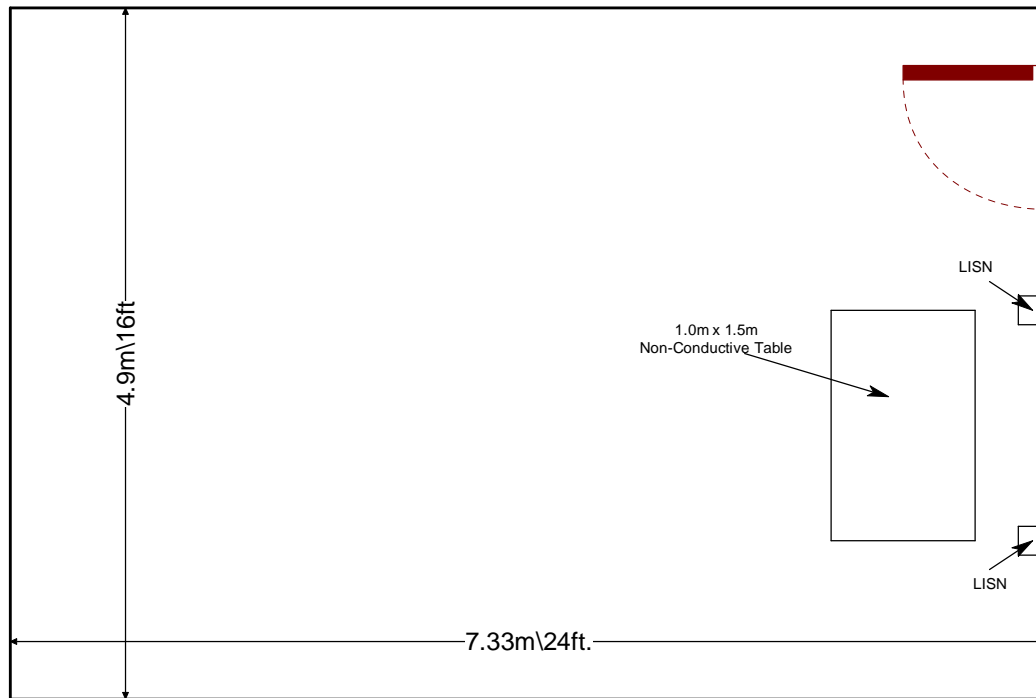 LISN
1.0m x 1.5m
Non-Conductive Table
4.9m\16ft
LISN
7.33m\24ft.